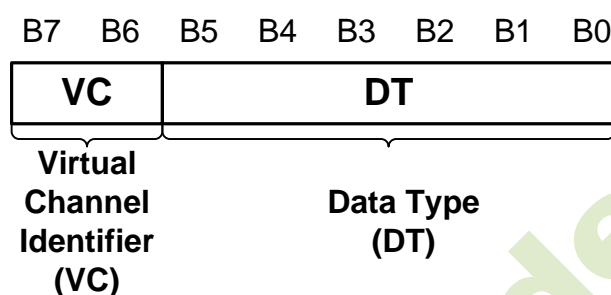 B7 B6 B5 B4 B3 B2 B1 B0
VC DT
Virtual
Channel
Identifier
(VC)
Data Type
(DT)